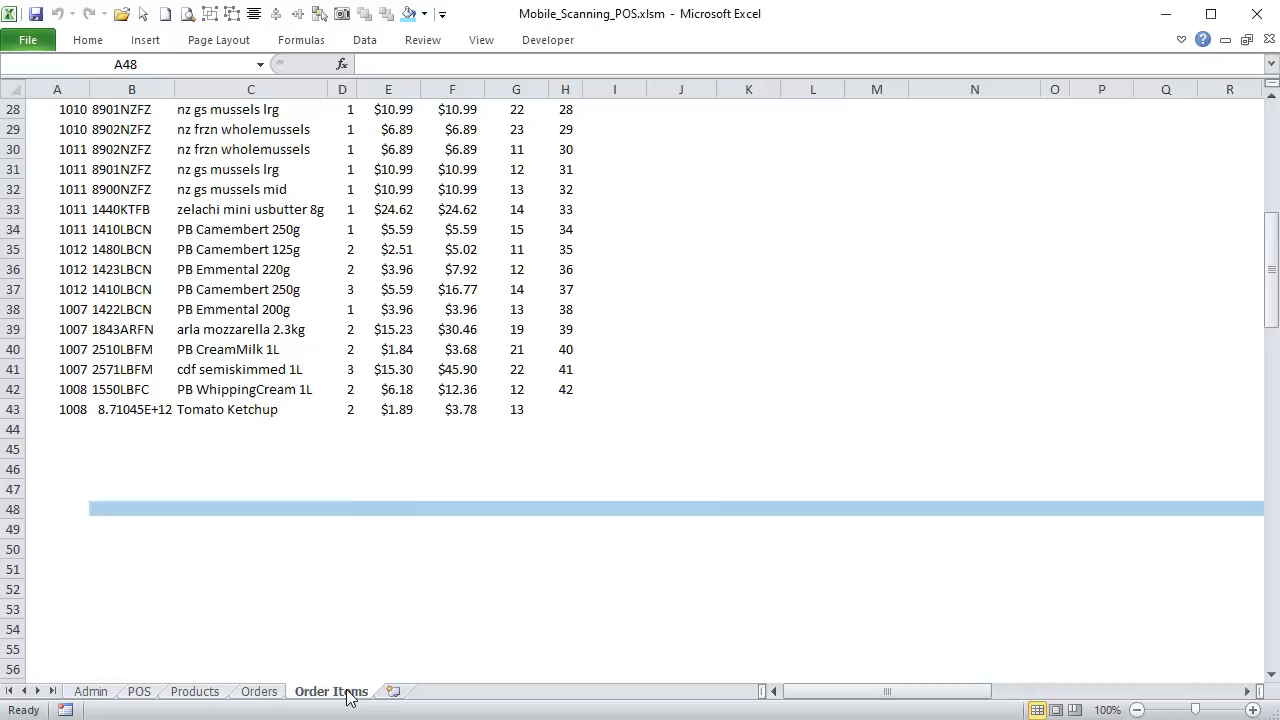 Mobile_Scanning_POS.xlsm - Microsoft Excel
File Home Insert Page Layout Formulas Data Review View Developer
A48 fx
A B C D E F G H I J K L M N O P Q R
28 1010 8901NZFZ nz gs mussels lrg 1 $10.99 $10.99 22 28
29 1010 8902NZFZ nz frzn wholemussels 1 $6.89 $6.89 23 29
30 1011 8902NZFZ nz frzn wholemussels 1 $6.89 $6.89 11 30
31 1011 8901NZFZ nz gs mussels lrg 1 $10.99 $10.99 12 31
32 1011 8900NZFZ nz gs mussels mid 1 $10.99 $10.99 13 32
33 1011 1440KTFB zelachi mini usbutter 8g 1 $24.62 $24.62 14 33
34 1011 1410LBCN PB Camembert 250g 1 $5.59 $5.59 15 34
35 1012 1480LBCN PB Camembert 125g 2 $2.51 $5.02 11 35
36 1012 1423LBCN PB Emmental 220g 2 $3.96 $7.92 12 36
37 1012 1410LBCN PB Camembert 250g 3 $5.59 $16.77 14 37
38 1007 1422LBCN PB Emmental 200g 1 $3.96 $3.96 13 38
39 1007 1843ARFN arla mozzarella 2.3kg 2 $15.23 $30.46 19 39
40 1007 2510LBFM PB CreamMilk 1L 2 $1.84 $3.68 21 40
41 1007 2571LBFM cdf semiskimmed 1L 3 $15.30 $45.90 22 41
42 1008 1550LBFC PB WhippingCream 1L 2 $6.18 $12.36 12 42
43 1008 8.71045E+12 Tomato Ketchup 2 $1.89 $3.78 13
44
45
46
47
48
49
50
51
52
53
54
55
56
Admin POS Products Orders Order Items
Ready 100%